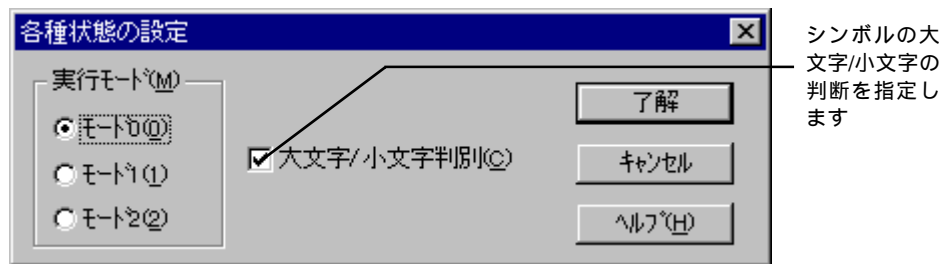 各種状態の設定
実行ﾓｰﾄﾞ(M)
ﾓｰﾄﾞ0(0)
ﾓｰﾄﾞ1(1)
ﾓｰﾄﾞ2(2)
大文字/小文字判別(C)
了解
ｷｬﾝｾﾙ
ﾍﾙﾌﾟ(H)
シンボルの大
文字/小文字の
判断を指定し
ます